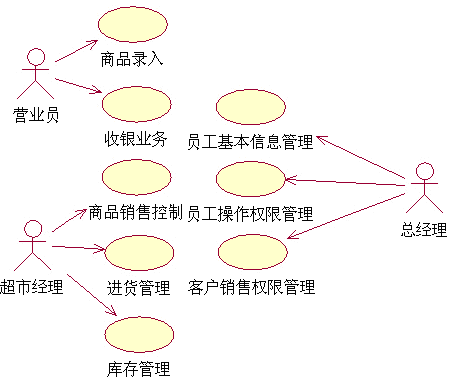 商品录入
营业员
收银业务
员工基本信息管理
商品销售控制
员工操作权限管理
总经理
超市经理
进货管理
客户销售权限管理
库存管理